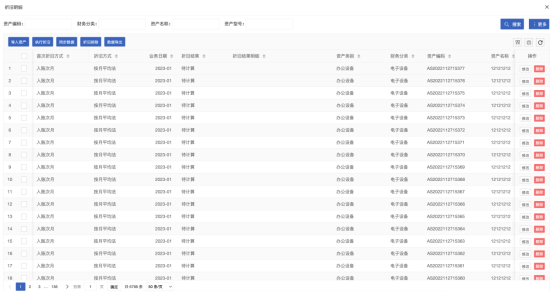 折旧明细
资产编码: 财务分类: 资产名称: 资产型号: 搜索 更多
导入资产 执行折旧 同步数据 折旧明细 数据导出
首次折旧方式 折旧方式 业务日期 折旧结果 折旧结果明细 资产类别 财务分类 资产编码 资产名称 操作
1 入账次月 按月平均法 2023-01 待计算 办公设备 电子设备 AS2022112715377 12121212 修改 删除
2 入账次月 按月平均法 2023-01 待计算 办公设备 电子设备 AS2022112715376 12121212 修改 删除
3 入账次月 按月平均法 2023-01 待计算 办公设备 电子设备 AS2022112715375 12121212 修改 删除
4 入账次月 按月平均法 2023-01 待计算 办公设备 电子设备 AS2022112715374 12121212 修改 删除
5 入账次月 按月平均法 2023-01 待计算 办公设备 电子设备 AS2022112715373 12121212 修改 删除
6 入账次月 按月平均法 2023-01 待计算 办公设备 电子设备 AS2022112715372 12121212 修改 删除
7 入账次月 按月平均法 2023-01 待计算 办公设备 电子设备 AS2022112715371 12121212 修改 删除
8 入账次月 按月平均法 2023-01 待计算 办公设备 电子设备 AS2022112715370 12121212 修改 删除
9 入账次月 按月平均法 2023-01 待计算 办公设备 电子设备 AS2022112715369 12121212 修改 删除
10 入账次月 按月平均法 2023-01 待计算 办公设备 电子设备 AS2022112715368 12121212 修改 删除
11 入账次月 按月平均法 2023-01 待计算 办公设备 电子设备 AS2022112715367 12121212 修改 删除
12 入账次月 按月平均法 2023-01 待计算 办公设备 电子设备 AS2022112715366 12121212 修改 删除
13 入账次月 按月平均法 2023-01 待计算 办公设备 电子设备 AS2022112715365 12121212 修改 删除
14 入账次月 按月平均法 2023-01 待计算 办公设备 电子设备 AS2022112715364 12121212 修改 删除
15 入账次月 按月平均法 2023-01 待计算 办公设备 电子设备 AS2022112715363 12121212 修改 删除
16 入账次月 按月平均法 2023-01 待计算 办公设备 电子设备 AS2022112715362 12121212 修改 删除
17 入账次月 按月平均法 2023-01 待计算 办公设备 电子设备 AS2022112715361 12121212 修改 删除
18 入账次月 按月平均法 2023-01 待计算 办公设备 电子设备 AS2022112715360 12121212 修改 删除
1 2 3 ... 到第 1 页 确定 50 条/页